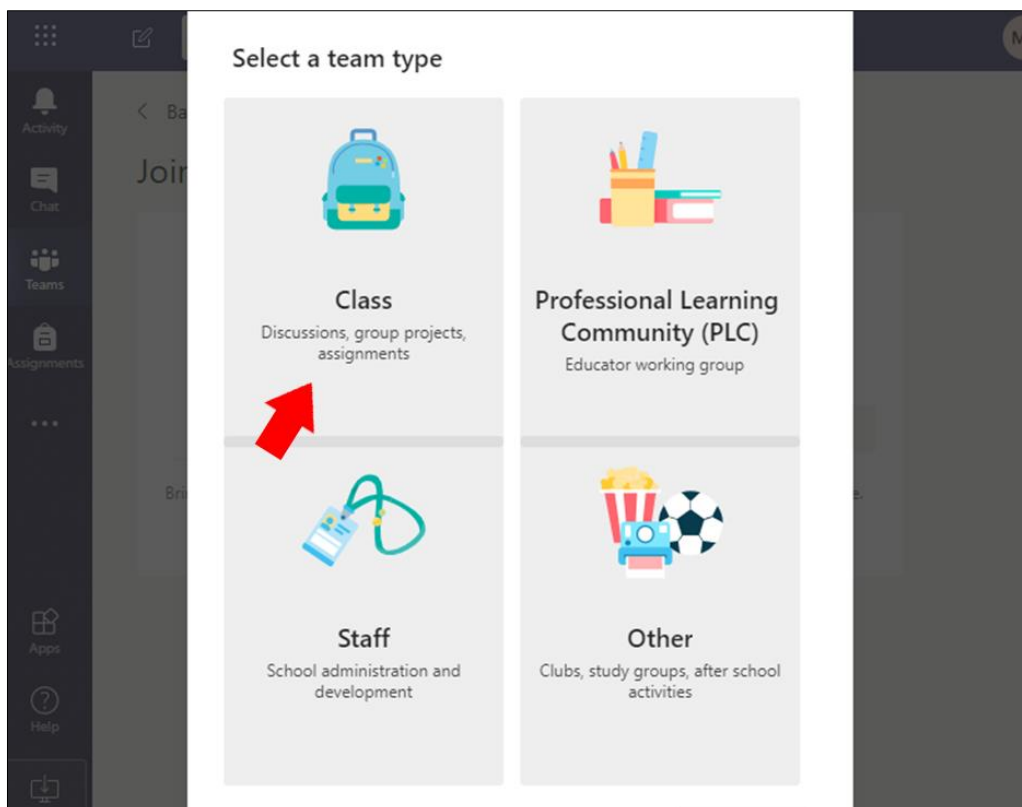 Select a team type
Activity
Chat
Teams
Assignments
Apps
Help
Class
Discussions, group projects,
assignments
Professional Learning
Community (PLC)
Educator working group
Staff
School administration and
development
Other
Clubs, study groups, after school
activities